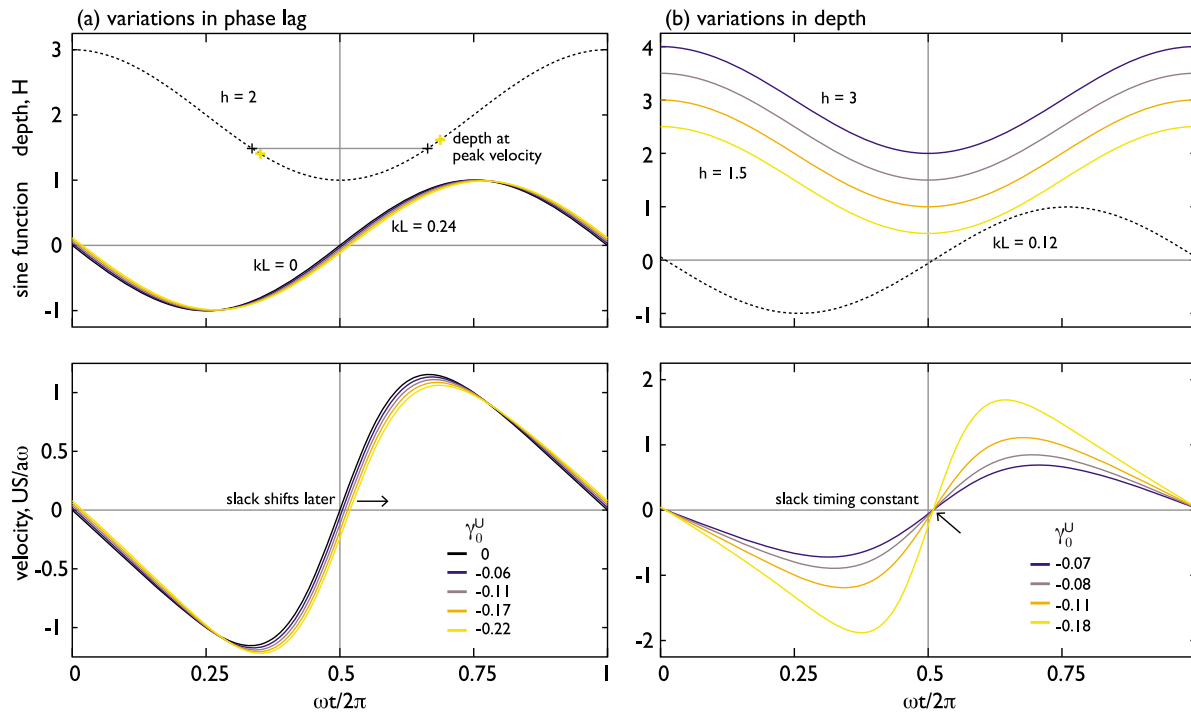 (a) variations in phase lag
(b) variations in depth
sine function depth, H
3
2
1
0
-1
h = 2
depth at
peak velocity
kL = 0.24
kL = 0
4
3
2
1
0
-1
h = 3
h = 1.5
kL = 0.12
velocity, US/aω
1
0.5
0
-0.5
-1
slack shifts later
γ₀ᵁ
0
-0.06
-0.11
-0.17
-0.22
0
0.25
0.5
0.75
1
ωt/2π
2
1
0
-1
-2
slack timing constant
γ₀ᵁ
-0.07
-0.08
-0.11
-0.18
0
0.25
0.5
0.75
1
ωt/2π